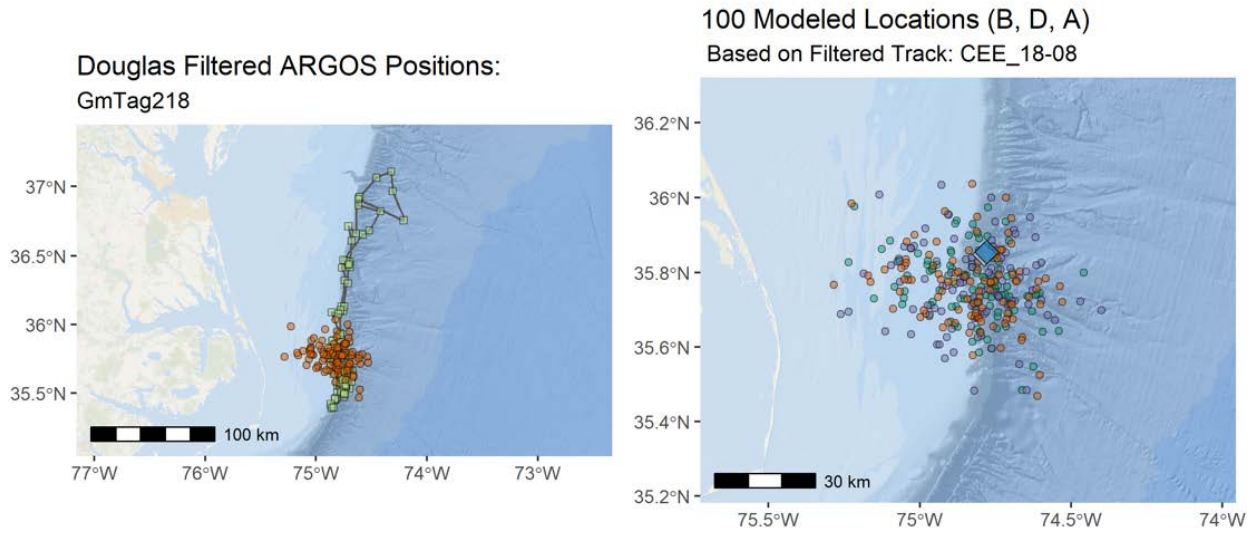 Douglas Filtered ARGOS Positions:
GmTag218
37°N
36.5°N
36°N
35.5°N
100 km
77°W
76°W
75°W
74°W
73°W
100 Modeled Locations (B, D, A)
Based on Filtered Track: CEE_18-08
36.2°N
36°N
35.8°N
35.6°N
35.4°N
35.2°N
30 km
75.5°W
75°W
74.5°W
74°W